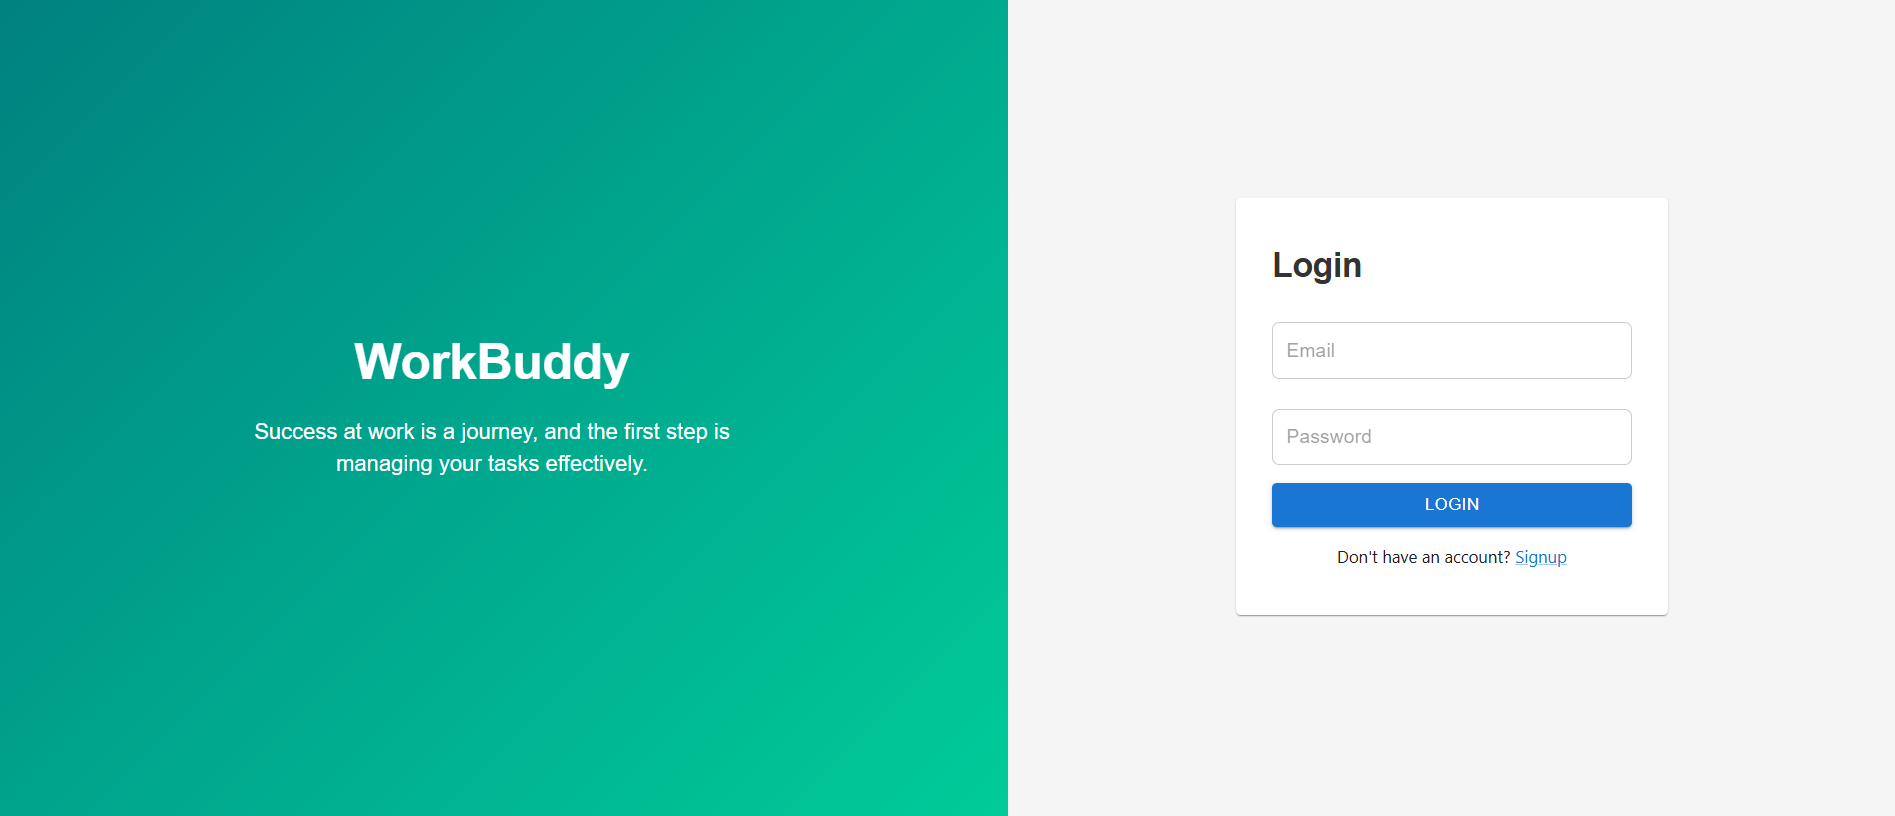 WorkBuddy
Success at work is a journey, and the first step is
managing your tasks effectively.
Login
Email
Password
LOGIN
Don't have an account? Signup